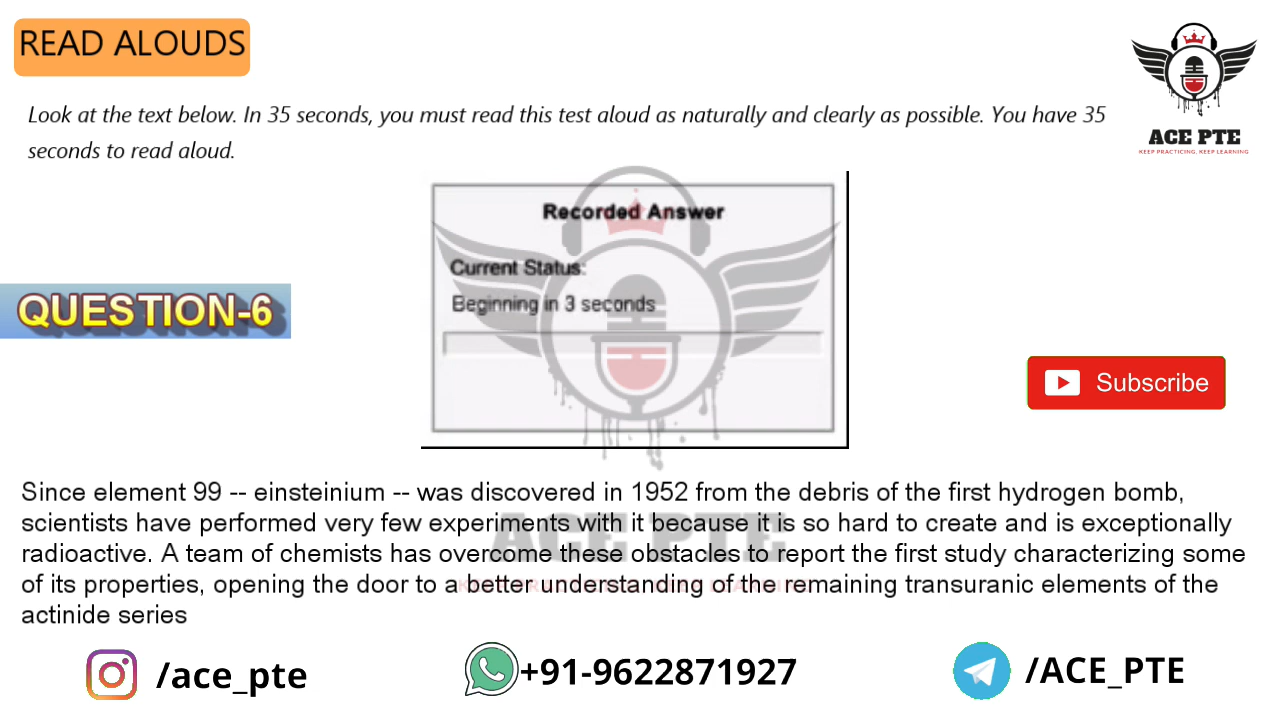 READ ALOUDS
Look at the text below. In 35 seconds, you must read this test aloud as naturally and clearly as possible. You have 35
seconds to read aloud.
ACE PTE
KEEP PRACTICING, KEEP LEARNING
Recorded Answer
Current Status:
Beginning in 3 seconds
QUESTION-6
Subscribe
Since element 99 -- einsteinium -- was discovered in 1952 from the debris of the first hydrogen bomb,
scientists have performed very few experiments with it because it is so hard to create and is exceptionally
radioactive. A team of chemists has overcome these obstacles to report the first study characterizing some
of its properties, opening the door to a better understanding of the remaining transuranic elements of the
actinide series
ACE PTE
KEEP PRACTICING, KEEP LEARNING
/ace_pte
+91-9622871927
/ACE_PTE